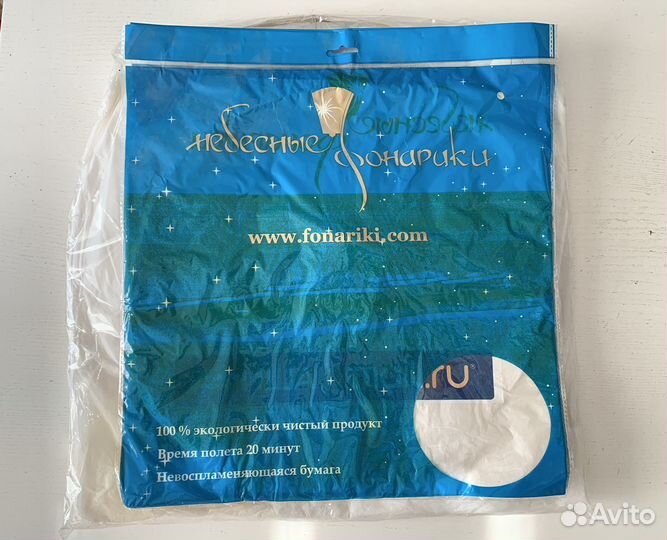 небесные фонарики
www.fonariki.com
.ru
100 % экологически чистый продукт
Время полета 20 минут
Невоспламеняющаяся бумага
Avito